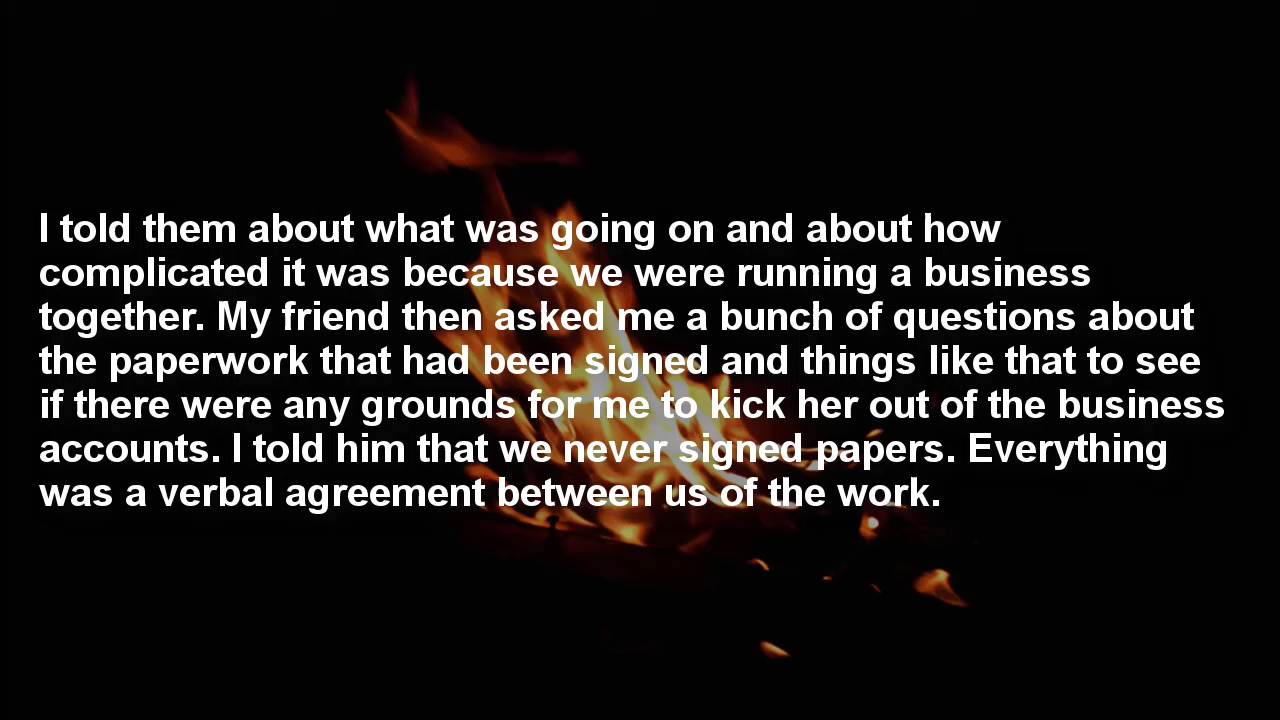 I told them about what was going on and about how
complicated it was because we were running a business
together. My friend then asked me a bunch of questions about
the paperwork that had been signed and things like that to see
if there were any grounds for me to kick her out of the business
accounts. I told him that we never signed papers. Everything
was a verbal agreement between us of the work.